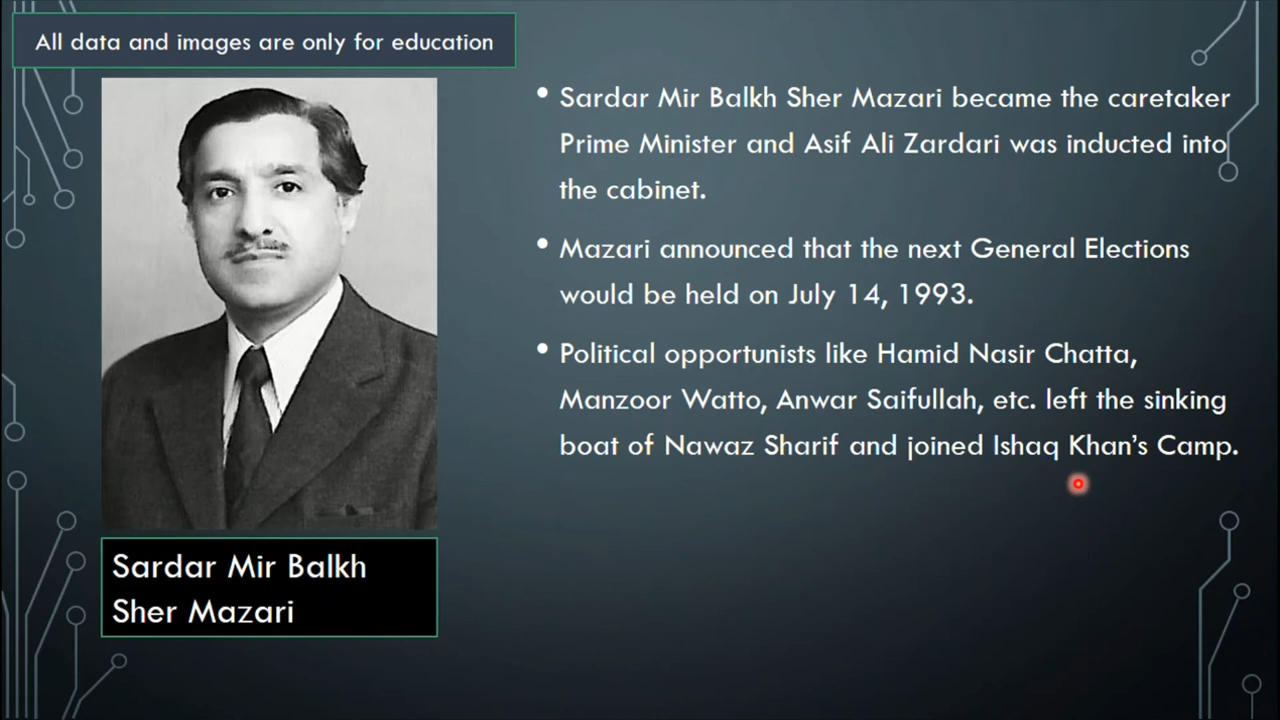 All data and images are only for education
• Sardar Mir Balkh Sher Mazari became the caretaker
Prime Minister and Asif Ali Zardari was inducted into
the cabinet.
• Mazari announced that the next General Elections
would be held on July 14, 1993.
• Political opportunists like Hamid Nasir Chatta,
Manzoor Watto, Anwar Saifullah, etc. left the sinking
boat of Nawaz Sharif and joined Ishaq Khan’s Camp.
Sardar Mir Balkh
Sher Mazari